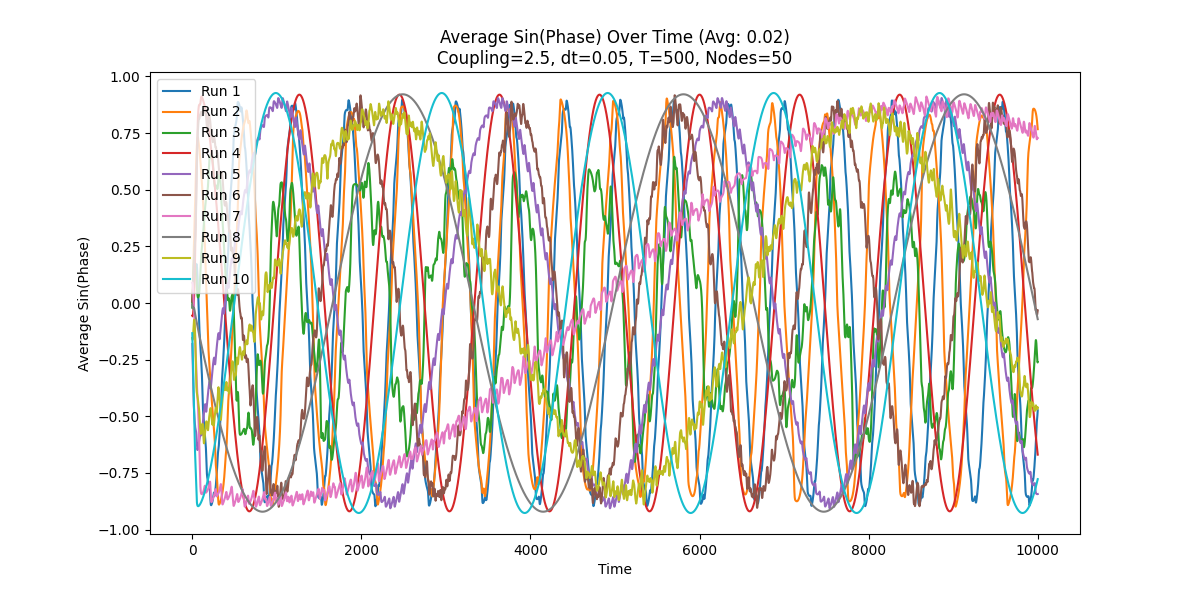 Average Sin(Phase) Over Time (Avg: 0.02)
Coupling=2.5, dt=0.05, T=500, Nodes=50
Average Sin(Phase)
1.00
0.75
0.50
0.25
0.00
−0.25
−0.50
−0.75
−1.00
Run 1
Run 2
Run 3
Run 4
Run 5
Run 6
Run 7
Run 8
Run 9
Run 10
0 2000 4000 6000 8000 10000
Time